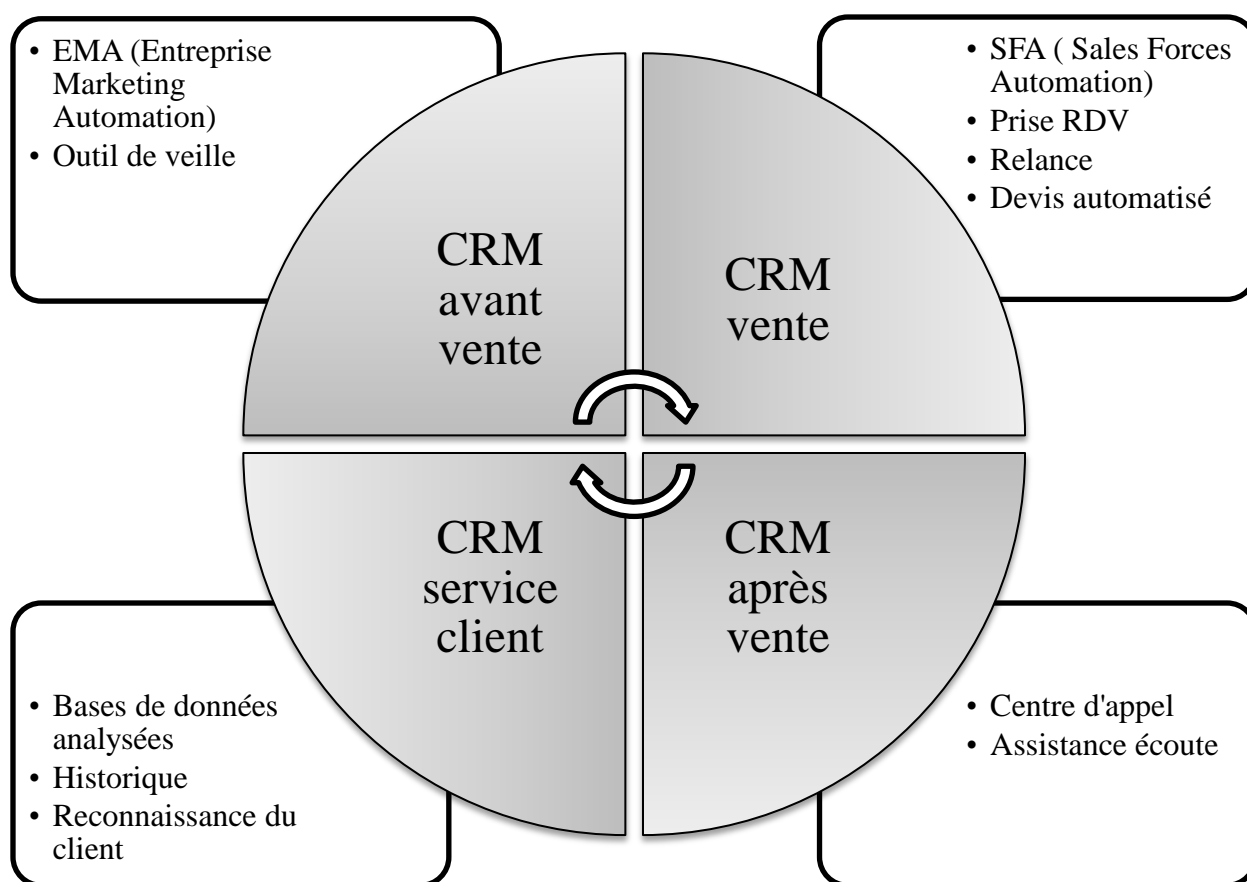 • EMA (Entreprise
Marketing
Automation)
• Outil de veille
• SFA ( Sales Forces
Automation)
• Prise RDV
• Relance
• Devis automatisé
CRM
avant
vente
CRM
vente
CRM
service
client
CRM
après
vente
• Bases de données
analysées
• Historique
• Reconnaissance du
client
• Centre d'appel
• Assistance écoute